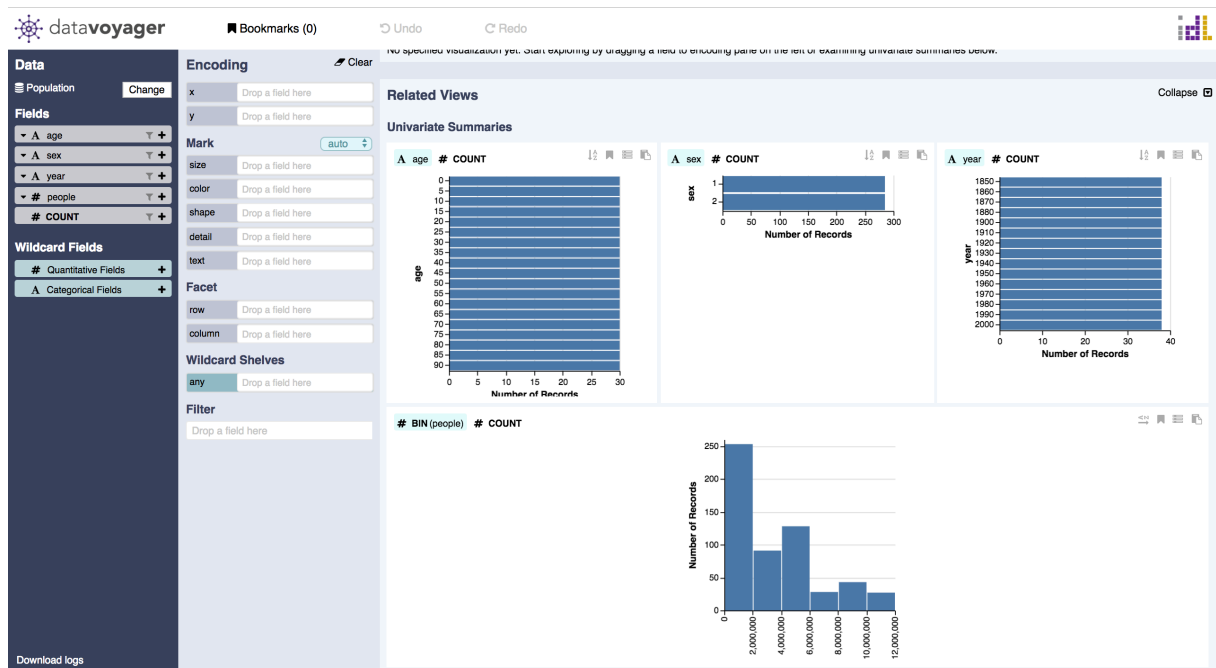 datavoyager
Bookmarks (0)
Undo
Redo
idl
Data
Population
Change
Fields
A age
A sex
A year
# people
# COUNT
Wildcard Fields
# Quantitative Fields
A Categorical Fields
Download logs
Encoding
Clear
x Drop a field here
y Drop a field here
Mark
auto
size Drop a field here
color Drop a field here
shape Drop a field here
detail Drop a field here
text Drop a field here
Facet
row Drop a field here
column Drop a field here
Wildcard Shelves
any Drop a field here
Filter
Drop a field here
No specified visualization yet. Start exploring by dragging a field to encoding pane on the left or examining univariate summaries below.
Related Views
Collapse
Univariate Summaries
A age # COUNT
0
5
10
15
20
25
30
35
40
45
50
55
60
65
70
75
80
85
90
age
0 5 10 15 20 25 30
Number of Records
A sex # COUNT
1
2
sex
0 50 100 150 200 250 300
Number of Records
A year # COUNT
1850
1860
1870
1880
1900
1910
1920
1930
1940
1950
1960
1970
1980
1990
2000
year
0 10 20 30 40
Number of Records
# BIN (people) # COUNT
250
200
150
100
50
0
Number of Records
0 2,000,000 4,000,000 6,000,000 8,000,000 10,000,000 12,000,000